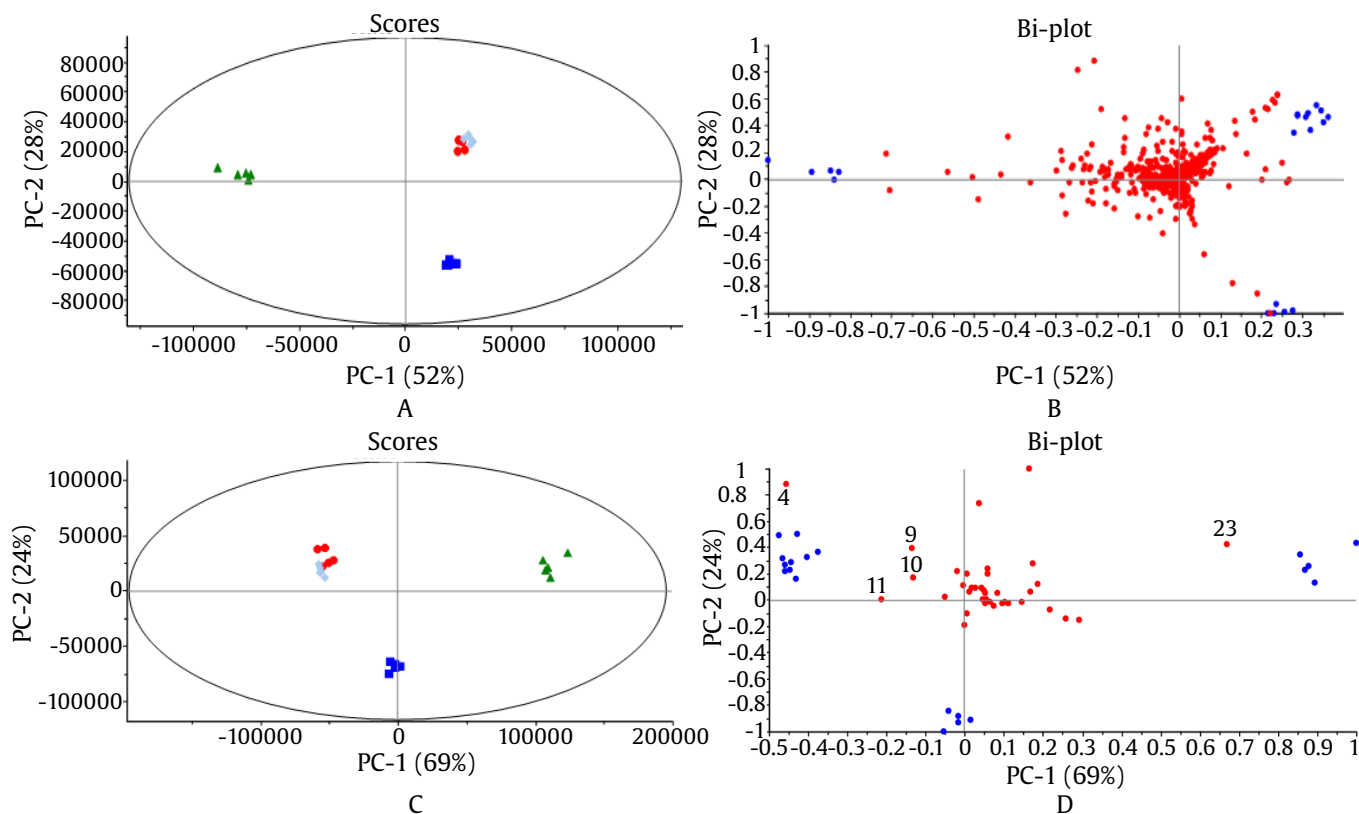 Scores
80000
60000
40000
20000
0
-20000
-40000
-60000
-80000
PC-2 (28%)
-100000 -50000 0 50000 100000
PC-1 (52%)
A
Bi-plot
1
0.8
0.6
0.4
0.2
0
-0.2
-0.4
-0.6
-0.8
-1
PC-2 (28%)
-1 -0.9 -0.8 -0.7 -0.6 -0.5 -0.4 -0.3 -0.2 -0.1 0 0.1 0.2 0.3
PC-1 (52%)
B
Scores
100000
50000
0
-50000
-100000
PC-2 (24%)
-100000 0 100000 200000
PC-1 (69%)
C
Bi-plot
1
0.8
0.6
0.4
0.2
0
-0.2
-0.4
-0.6
-0.8
-1
PC-2 (24%)
4
9
10
11
23
-0.5 -0.4 -0.3 -0.2 -0.1 0 0.1 0.2 0.3 0.4 0.5 0.6 0.7 0.8 0.9 1
PC-1 (69%)
D